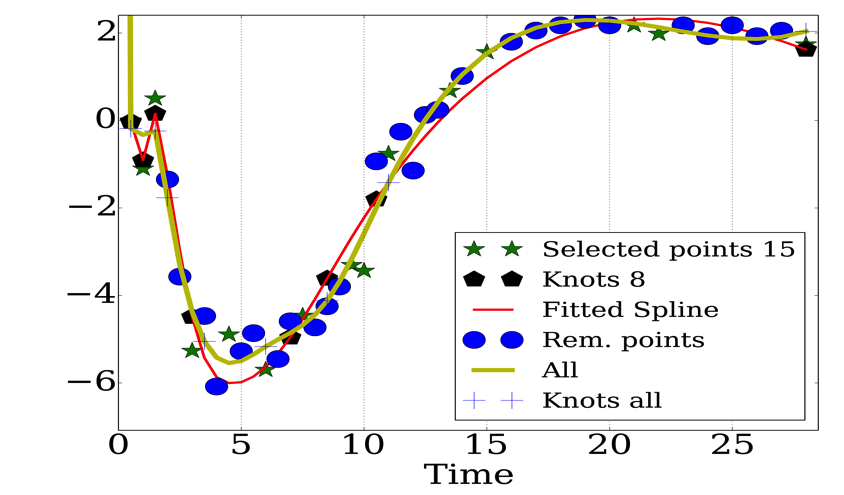 2
0
−2
−4
−6
0 5 10 15 20 25
Time
Selected points 15
Knots 8
Fitted Spline
Rem. points
All
Knots all